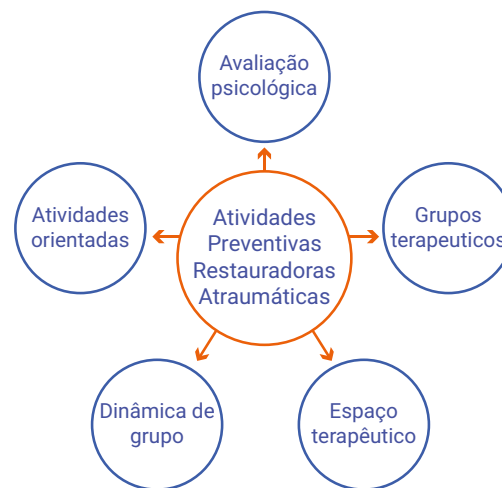 Avaliação
psicológica
Atividades
orientadas
Atividades
Preventivas
Restauradoras
Atraumáticas
Grupos
terapeuticos
Dinâmica de
grupo
Espaço
terapêutico